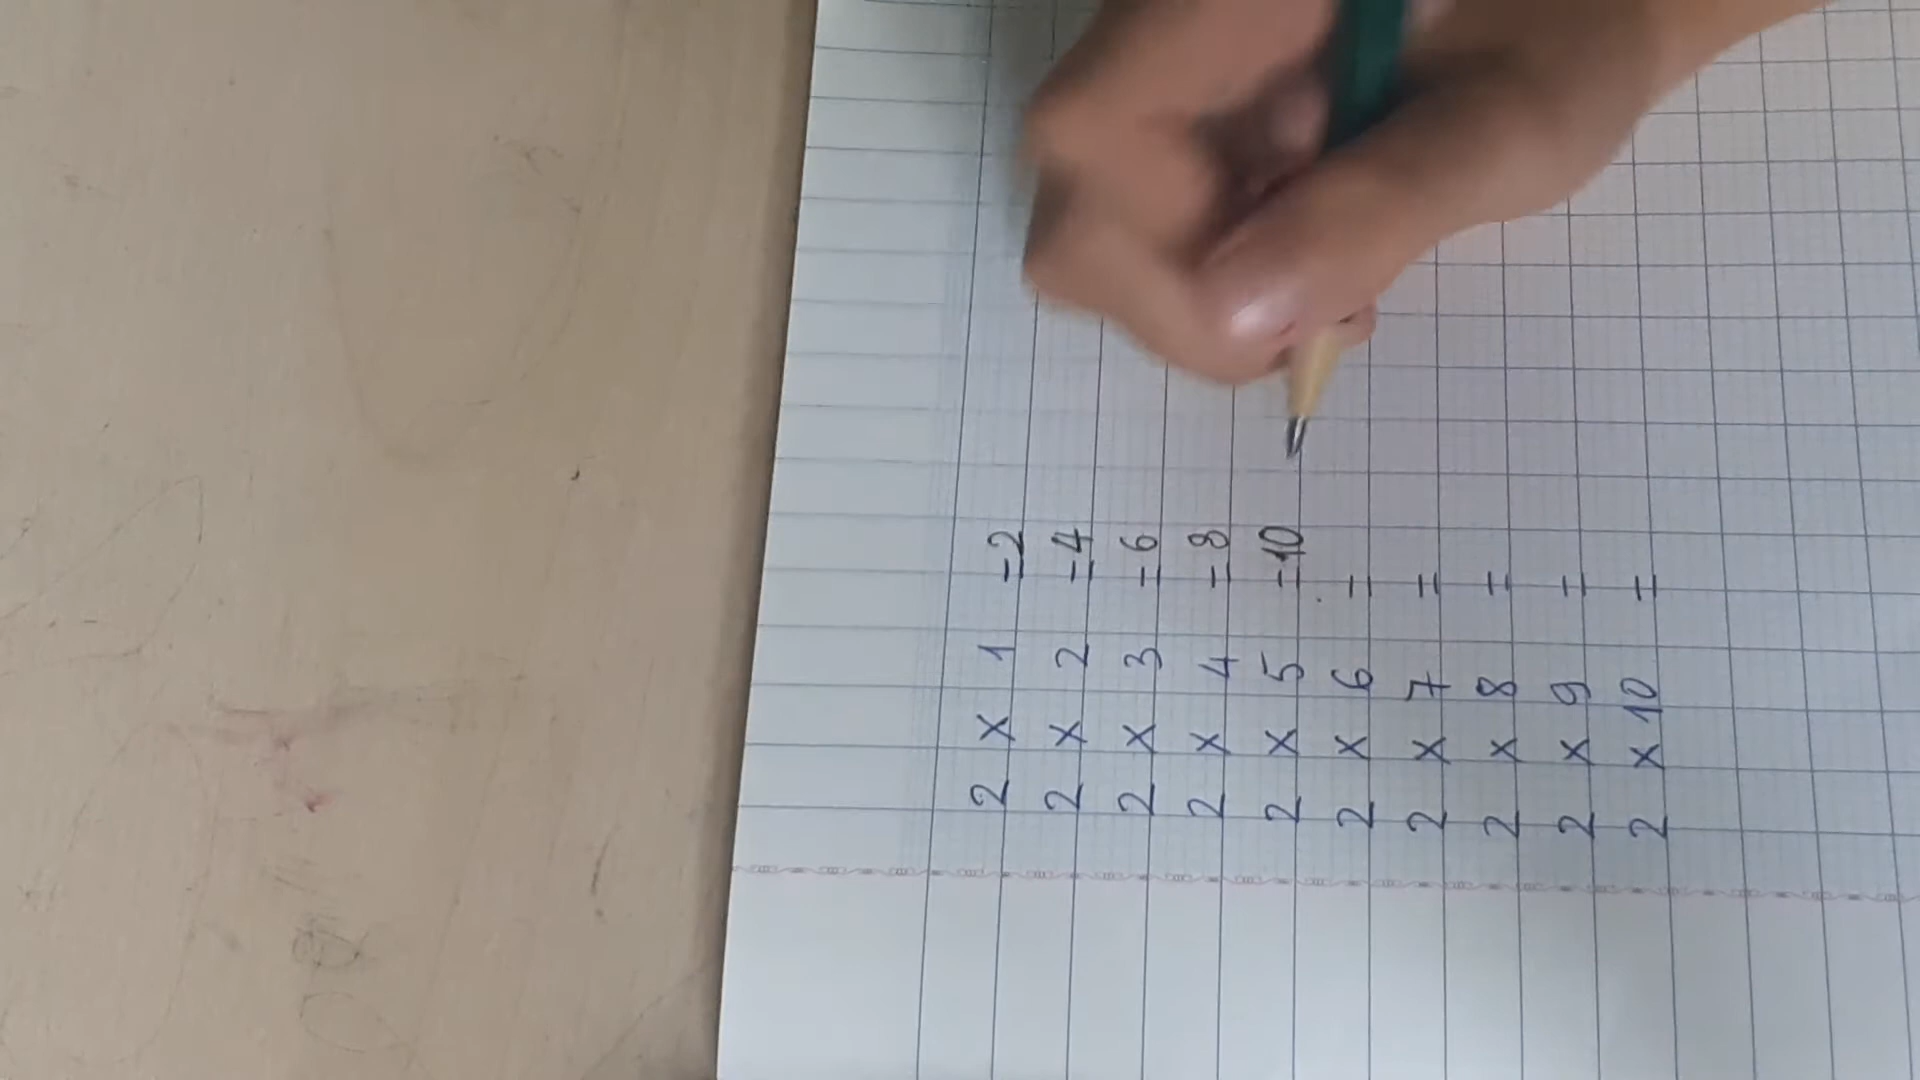 2 x 1 =2
2 x 2 =4
2 x 3 =6
2 x 4 =8
2 x 5 =10
2 x 6 =
2 x 7 =
2 x 8 =
2 x 9 =
2 x 10 =